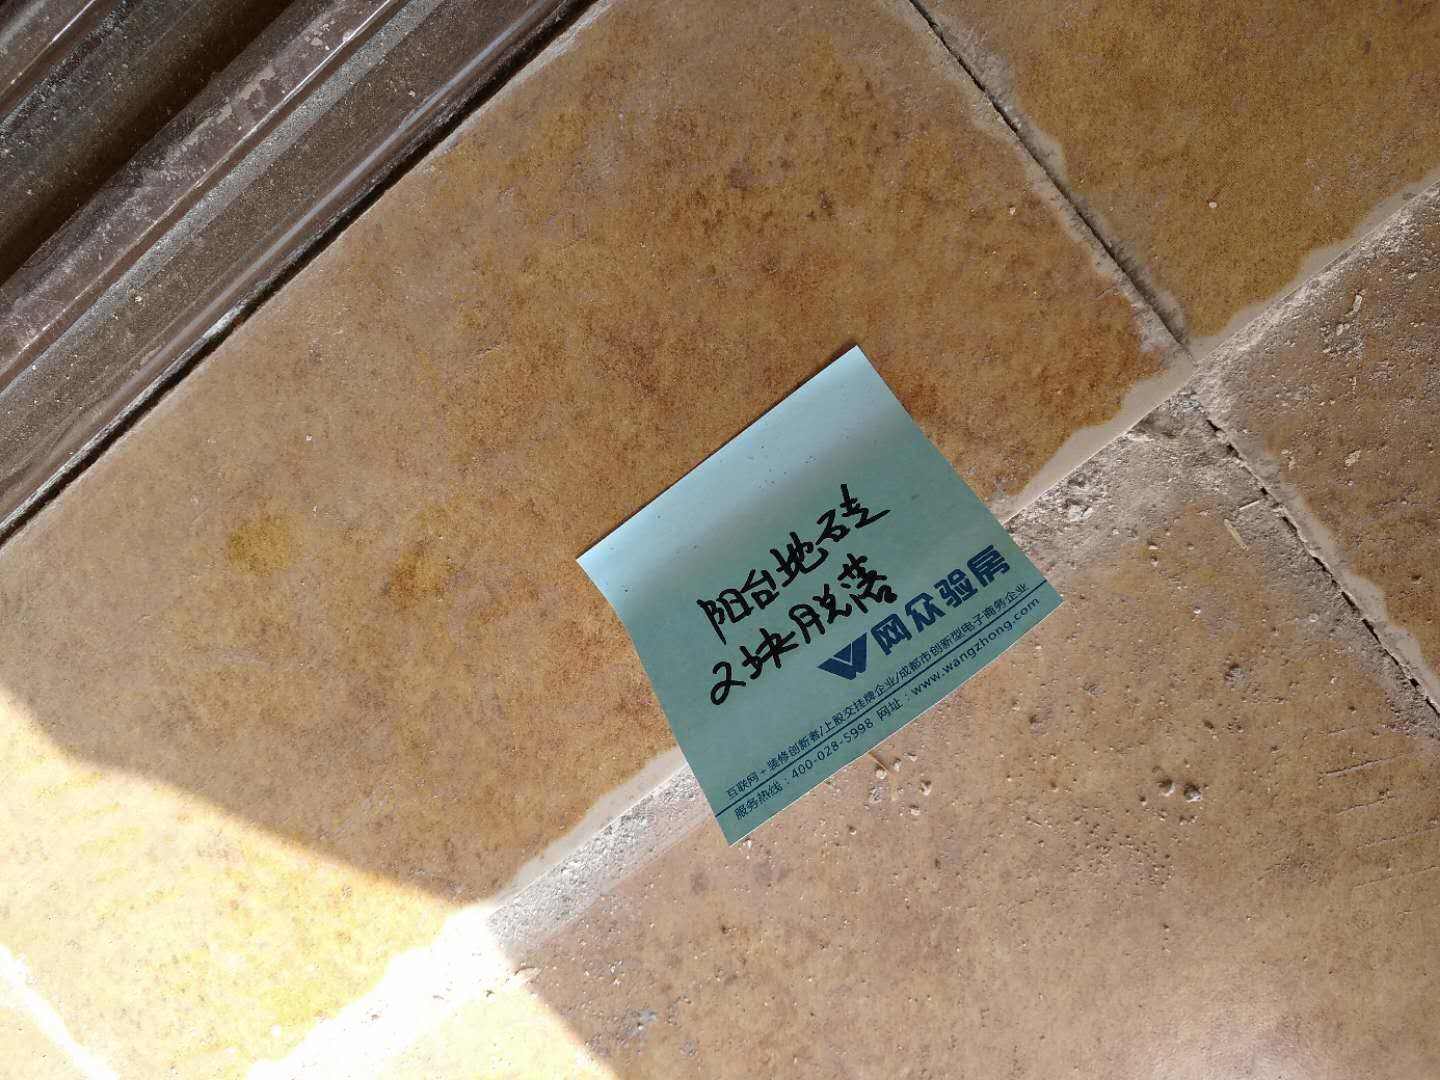 阳台地砖
2块脱落
网众验房
互联网+装修创新者/上股交挂牌企业/成都市创新型电子商务企业
服务热线：400-028-5998 网址：www.wangzhong.com